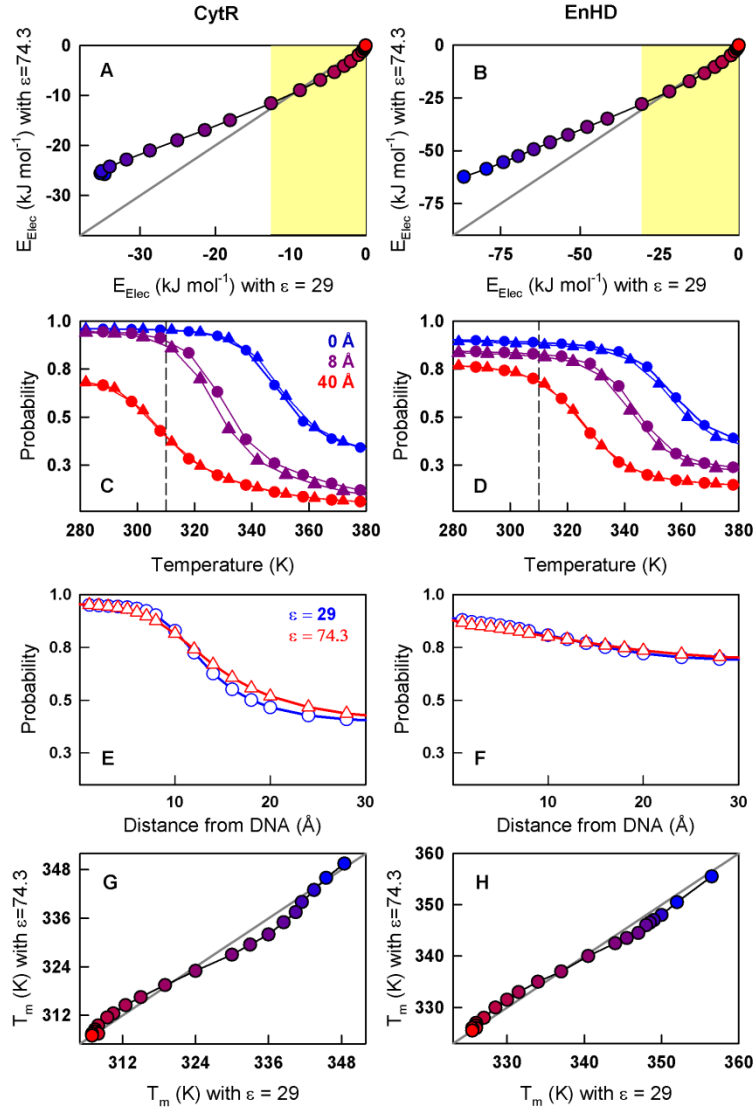 CytR
EnHD
E_Elec (kJ mol⁻¹) with ε=74.3
0
-10
-20
-30
A
-30
-20
-10
0
E_Elec (kJ mol⁻¹) with ε = 29
E_Elec (kJ mol⁻¹) with ε=74.3
0
-25
-50
-75
B
-75
-50
-25
0
E_Elec (kJ mol⁻¹) with ε = 29
Probability
1.0
0.8
0.5
0.3
0 Å
8 Å
40 Å
C
280 300 320 340 360 380
Temperature (K)
Probability
1.0
0.8
0.5
0.3
D
280 300 320 340 360 380
Temperature (K)
Probability
1.0
0.8
0.5
0.3
ε = 29
ε = 74.3
E
10 20 30
Distance from DNA (Å)
Probability
1.0
0.8
0.5
0.3
F
10 20 30
Distance from DNA (Å)
T_m (K) with ε=74.3
348
336
324
312
G
312 324 336 348
T_m (K) with ε = 29
T_m (K) with ε=74.3
360
350
340
330
H
330 340 350 360
T_m (K) with ε = 29